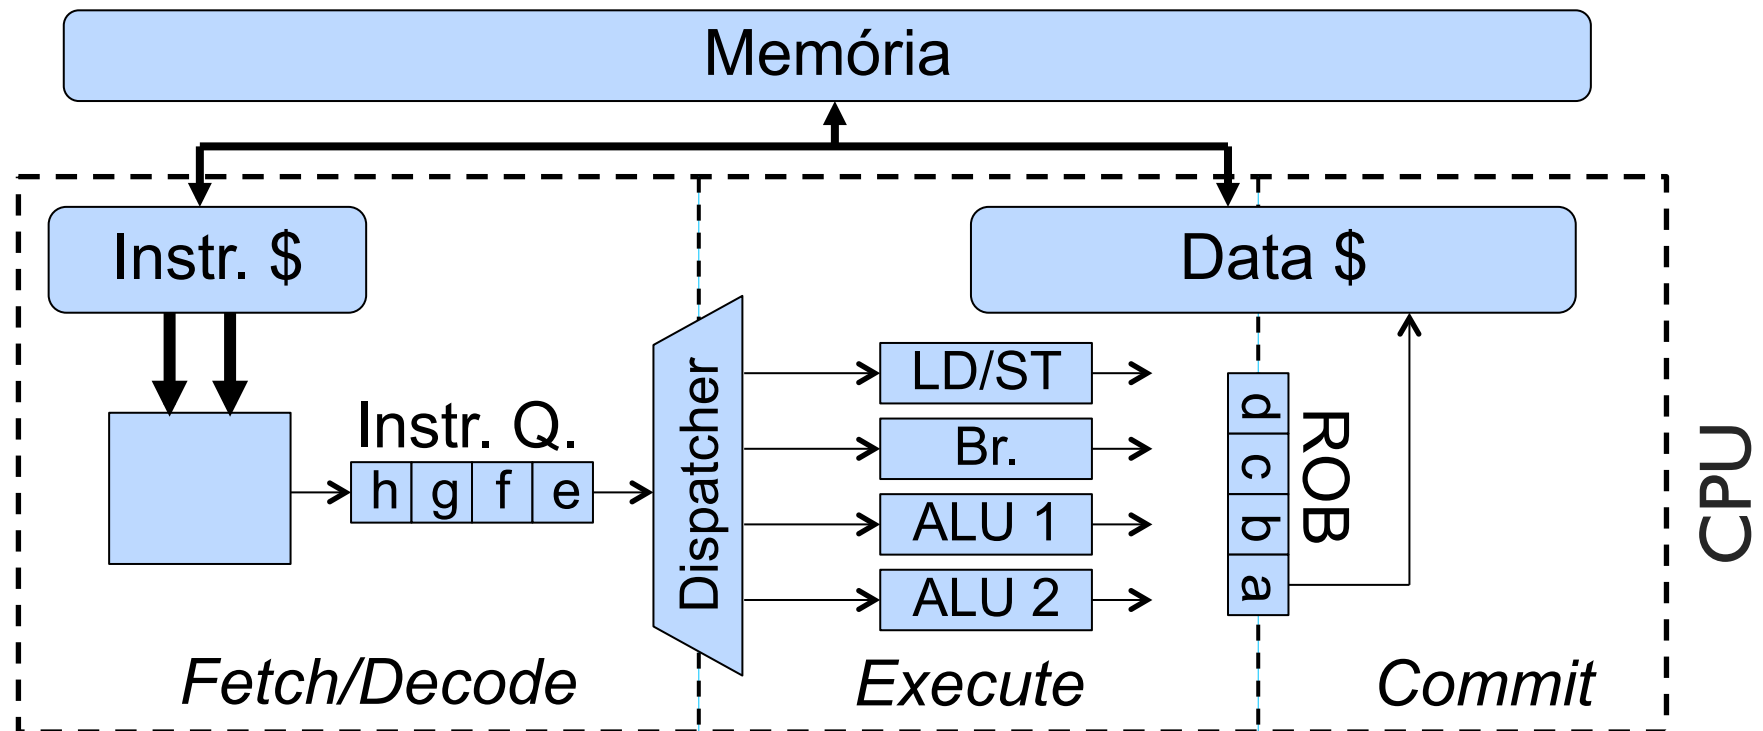 Memória
Instr. $
Data $
Instr. Q.
h g f e
Dispatcher
LD/ST
Br.
ALU 1
ALU 2
d c b a
ROB
CPU
Fetch/Decode
Execute
Commit